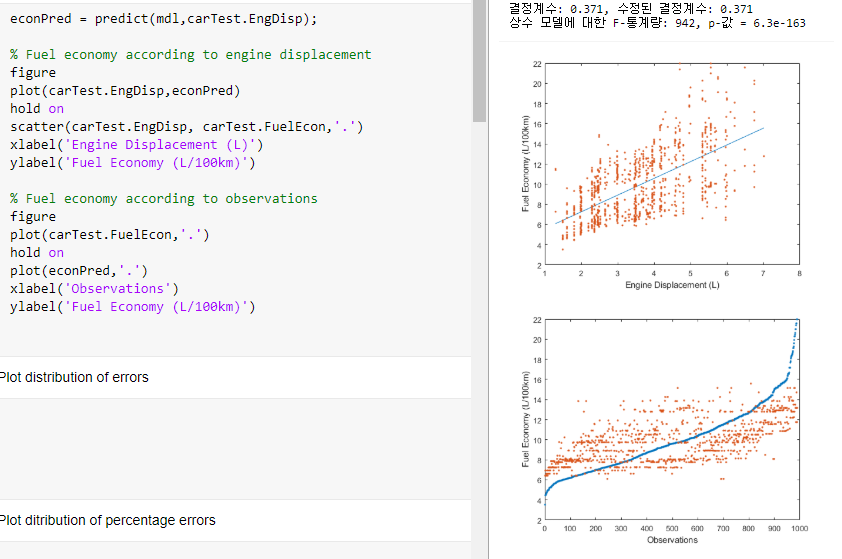 econPred = predict(mdl,carTest.EngDisp);
% Fuel economy according to engine displacement
figure
plot(carTest.EngDisp,econPred)
hold on
scatter(carTest.EngDisp, carTest.FuelEcon,'.')
xlabel('Engine Displacement (L)')
ylabel('Fuel Economy (L/100km)')
% Fuel economy according to observations
figure
plot(carTest.FuelEcon,'.')
hold on
plot(econPred,'.')
xlabel('Observations')
ylabel('Fuel Economy (L/100km)')
Plot distribution of errors
Plot ditribution of percentage errors
결정계수: 0.371, 수정된 결정계수: 0.371
상수 모델에 대한 F-통계량: 942, p-값 = 6.3e-163
Fuel Economy (L/100km)
22
20
18
16
14
12
10
8
6
4
2
1 2 3 4 5 6 7 8
Engine Displacement (L)
Fuel Economy (L/100km)
22
20
18
16
14
12
10
8
6
4
2
0 100 200 300 400 500 600 700 800 900 1000
Observations